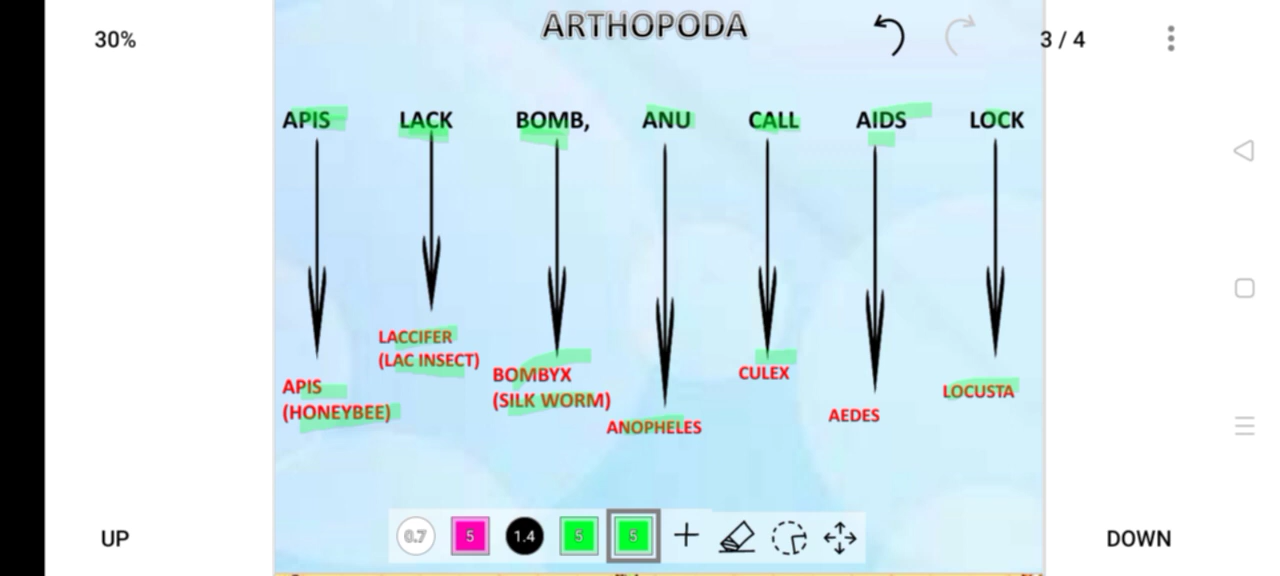 30%
ARTHOPODA
3 / 4
APIS LACK BOMB, ANU CALL AIDS LOCK
LACCIFER
(LAC INSECT)
APIS
(HONEYBEE)
BOMBYX
(SILK WORM)
ANOPHELES
CULEX
AEDES
LOCUSTA
0.7 5 1.4 5 5
UP
DOWN